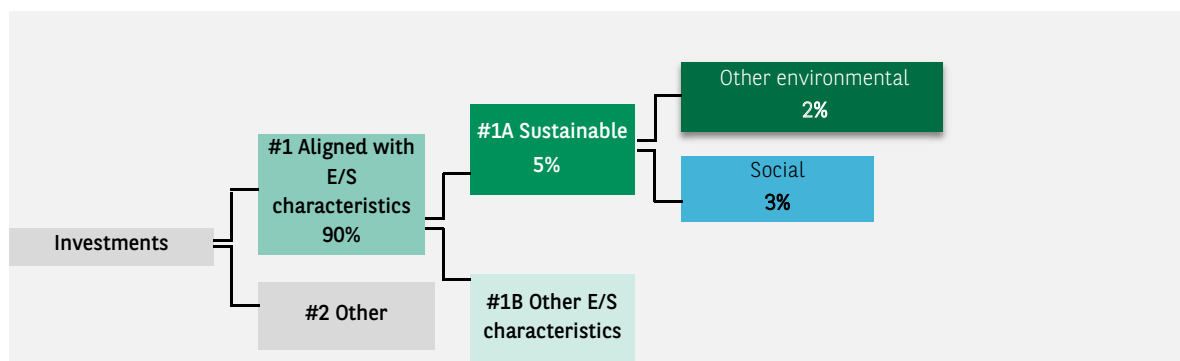 Investments
#1 Aligned with
E/S
characteristics
90%
#2 Other
#1A Sustainable
5%
#1B Other E/S
characteristics
Other environmental
2%
Social
3%